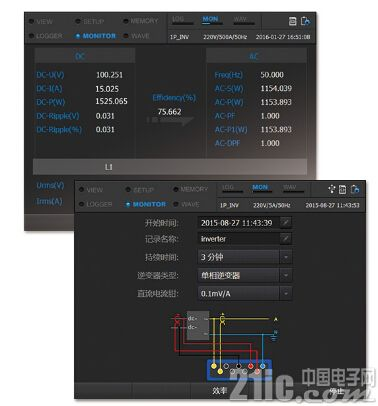 VIEW SETUP MEMORY LOG MON WAV
LOGGER MONITOR WAVE 1P_INV 220V/500A/50Hz 2016-01-27 16:51:08
DC AC
DC-U(V) 100.251 Freq(Hz) 50.000
DC-I(A) 15.025 AC-S(W) 1154.039
DC-P(W) 1525.065 Efficiency(%) AC-P(W) 1153.893
DC-Ripple(V) 0.031 75.662 AC-PF 1.000
DC-Ripple(%) 0.031 AC-P1(W) 1153.893
AC-DPF 1.000
L1
Urms(V)
Irms(A)
VIEW SETUP MEMORY LOG MON WAV
LOGGER MONITOR WAVE 1P_INV 220V/5A/50Hz 2015-08-27 11:43:53
开始时间: 2015-08-27 11:43:39
记录名称: inverter
持续时间: 3 分钟
逆变器类型: 单相逆变器
直流电流钳: 0.1mV/A
dc+ A
dc- N
效率 停止
21ic.com 中国电子网